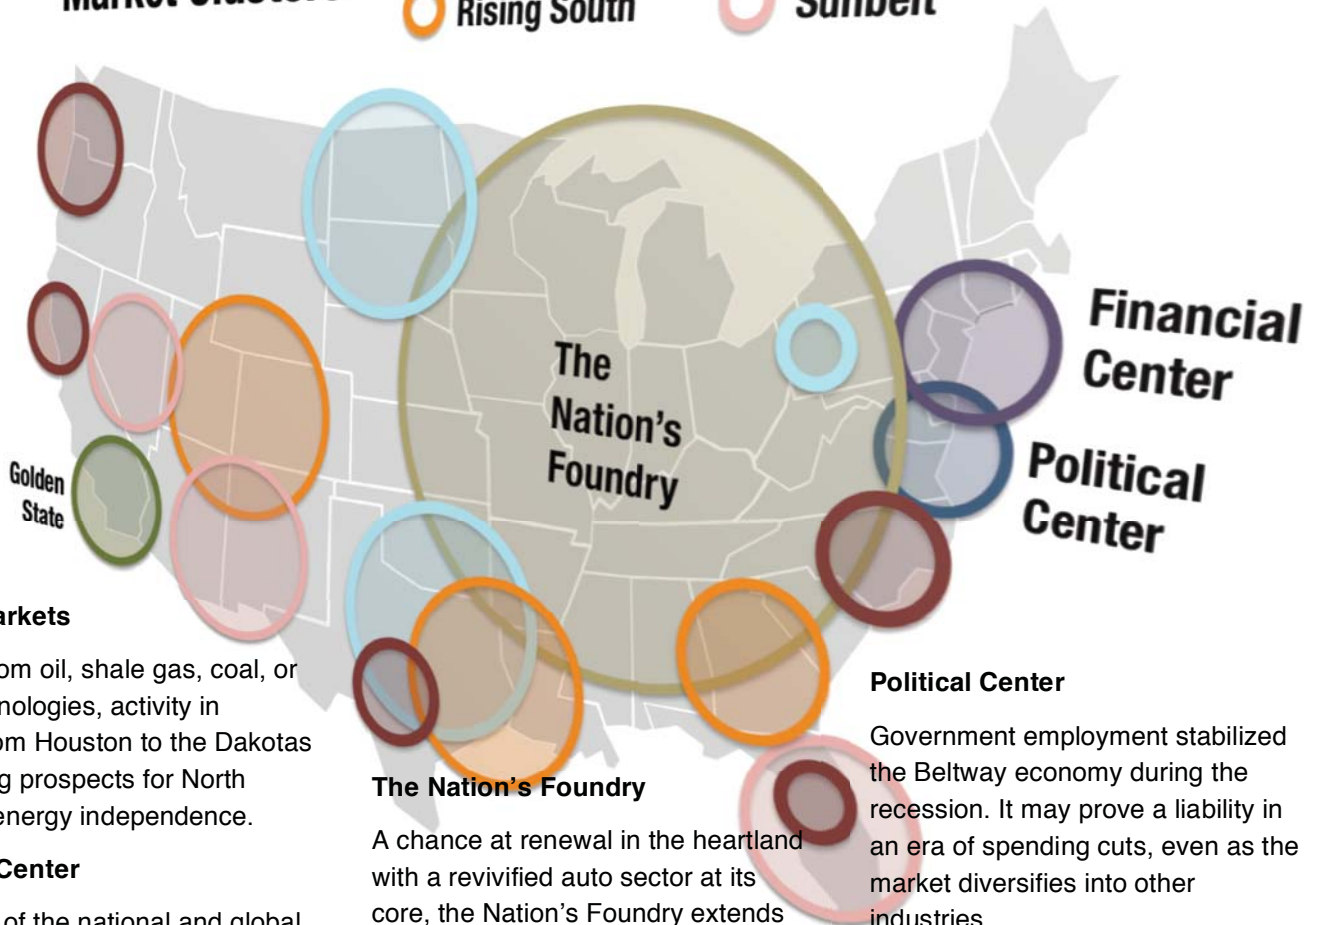 Market Clusters
Rising South
Sunbelt
Financial
Center
The
Nation's
Foundry
Political
Center
Golden
State
arkets
om oil, shale gas, coal, or
nologies, activity in
om Houston to the Dakotas
g prospects for North
energy independence.
Center
of the national and global
The Nation's Foundry
A chance at renewal in the heartland
with a revivified auto sector at its
core, the Nation's Foundry extends
Political Center
Government employment stabilized
the Beltway economy during the
recession. It may prove a liability in
an era of spending cuts, even as the
market diversifies into other
industries